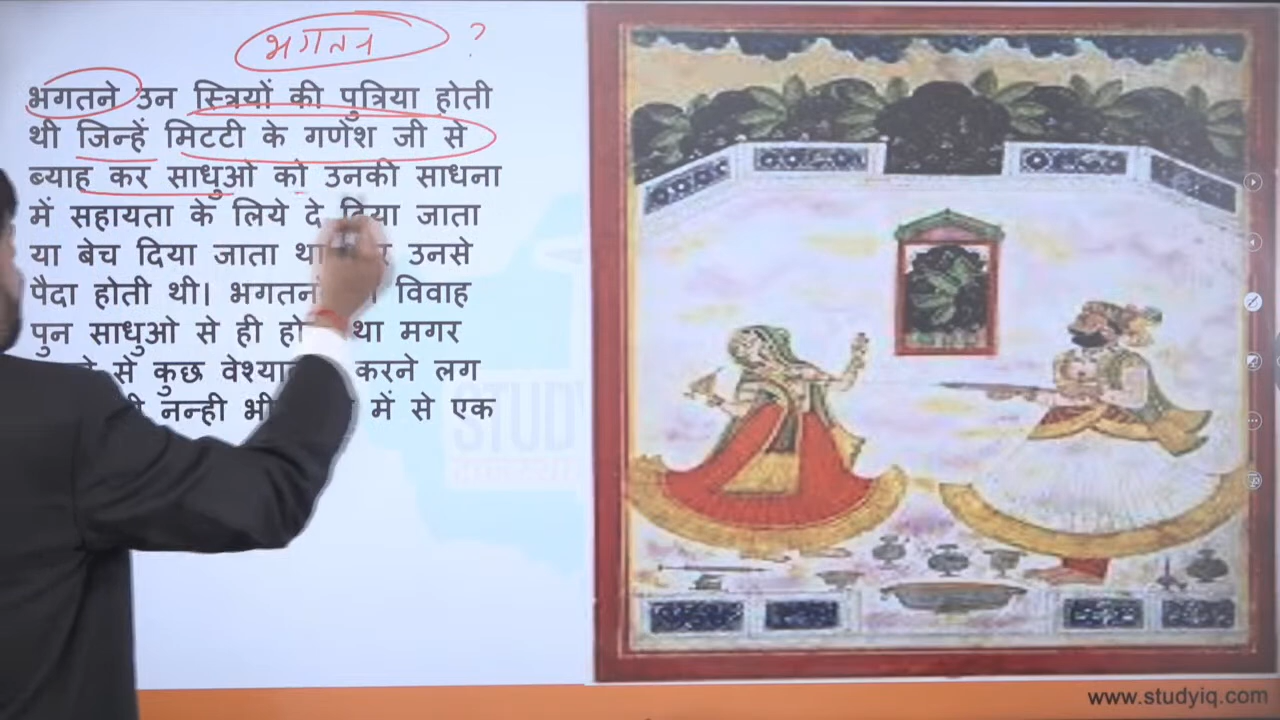 भगतन ?
भगतने उन स्त्रियों की पुत्रिया होती
थी जिन्हें मिटटी के गणेश जी से
ब्याह कर साधुओ को उनकी साधना
में सहायता के लिये दे दिया जाता
या बेच दिया जाता था उनसे
पैदा होती थी। विवाह
पुन साधुओ से ही था मगर
से कुछ करने लग
नन्ही में से एक
STUDY
www.studyiq.com